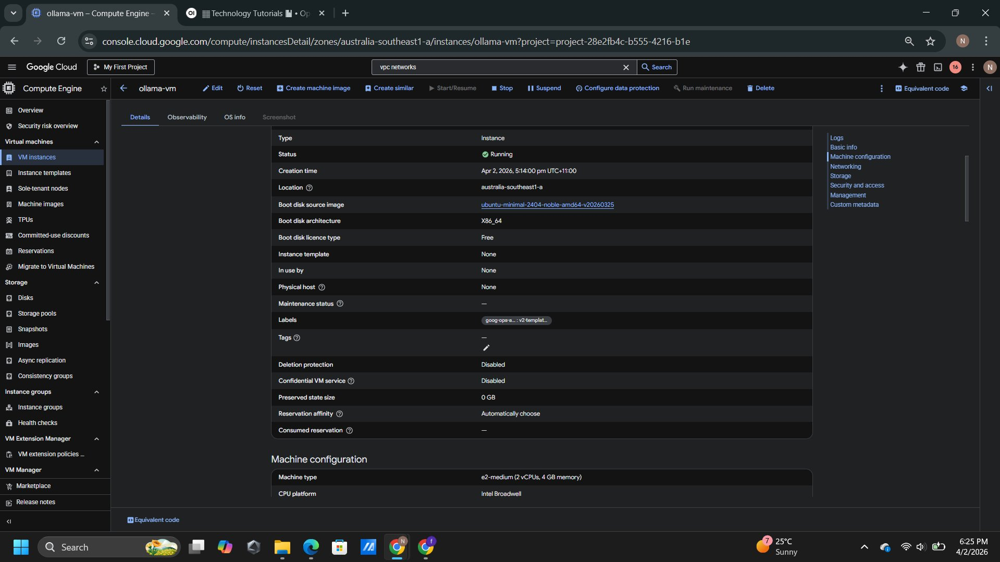 ollama-vm – Compute Engine –
OI
Technology Tutorials • Op
console.cloud.google.com/compute/instancesDetail/zones/australia-southeast1-a/instances/ollama-vm?project=project-28e2fb4c-b555-4216-b1e
N
Google Cloud
My First Project
vpc networks
Search
16
N
Compute Engine
ollama-vm
Edit
Reset
Create machine image
Create similar
Start/Resume
Stop
Suspend
Configure data protection
Run maintenance
Delete
Equivalent code
Overview
Security risk overview
Virtual machines
VM instances
Instance templates
Sole-tenant nodes
Machine images
TPUs
Committed-use discounts
Reservations
Migrate to Virtual Machines
Storage
Disks
Storage pools
Snapshots
Images
Async replication
Consistency groups
Instance groups
Instance groups
Health checks
VM Extension Manager
VM extension policies ...
VM Manager
Marketplace
Release notes
Details
Observability
OS info
Screenshot
Type Instance
Status Running
Creation time Apr 2, 2026, 5:14:00 pm UTC+11:00
Location australia-southeast1-a
Boot disk source image ubuntu-minimal-2404-noble-amd64-v20260325
Boot disk architecture X86_64
Boot disk licence type Free
Instance template None
In use by None
Physical host None
Maintenance status —
Labels goog-ops-a... : v2-templat...
Tags —
Deletion protection Disabled
Confidential VM service Disabled
Preserved state size 0 GB
Reservation affinity Automatically choose
Consumed reservation —
Machine configuration
Machine type e2-medium (2 vCPUs, 4 GB memory)
CPU platform Intel Broadwell
Logs
Basic info
Machine configuration
Networking
Storage
Security and access
Management
Custom metadata
Equivalent code
Search
N
f
7
25°C
Sunny
6:25 PM
4/2/2026